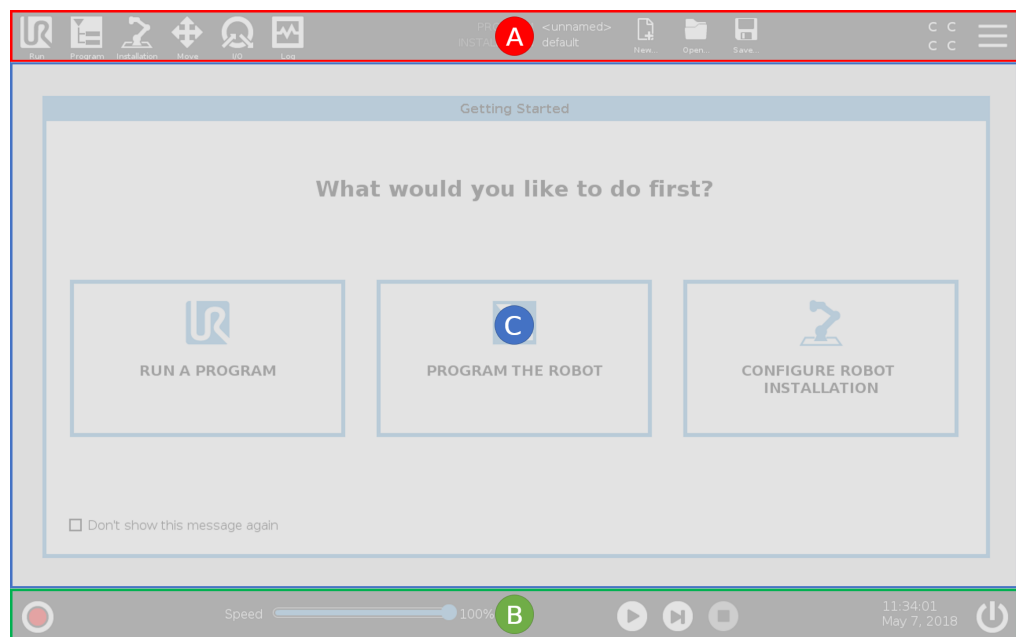 PR A <unnamed>
INSTAL default
Run Program Installation Move I/O Log New... Open... Save...
C C
C C
Getting Started
What would you like to do first?
C
RUN A PROGRAM
PROGRAM THE ROBOT
CONFIGURE ROBOT
INSTALLATION
Don't show this message again
Speed 100% B
11:34:01
May 7, 2018